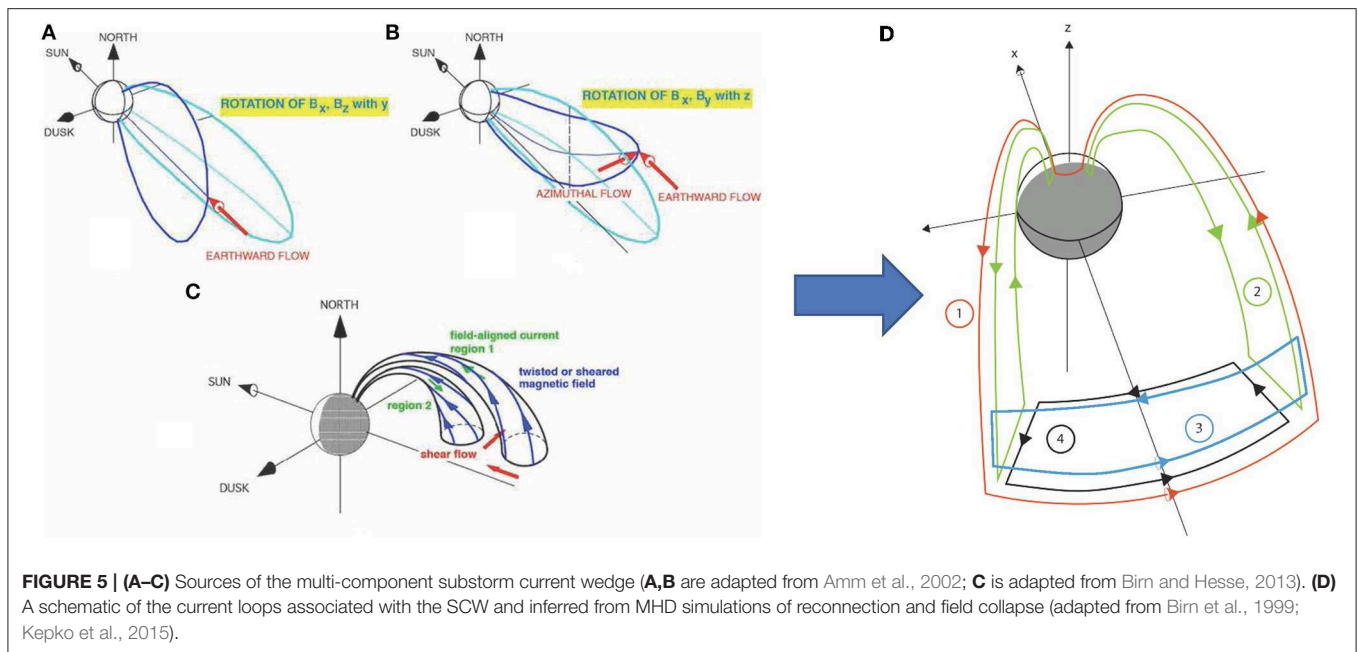 A
NORTH
SUN
ROTATION OF Bx, Bz with y
DUSK
EARTHWARD FLOW
B
NORTH
SUN
ROTATION OF Bx, By with z
DUSK
AZIMUTHAL FLOW
EARTHWARD FLOW
C
NORTH
field-aligned current
region 1
twisted or sheared
magnetic field
SUN
region 2
shear flow
DUSK
D
z
x
1
2
3
4
FIGURE 5 | (A–C) Sources of the multi-component substorm current wedge (A,B are adapted from Amm et al., 2002; C is adapted from Birn and Hesse, 2013). (D)
A schematic of the current loops associated with the SCW and inferred from MHD simulations of reconnection and field collapse (adapted from Birn et al., 1999;
Kepko et al., 2015).